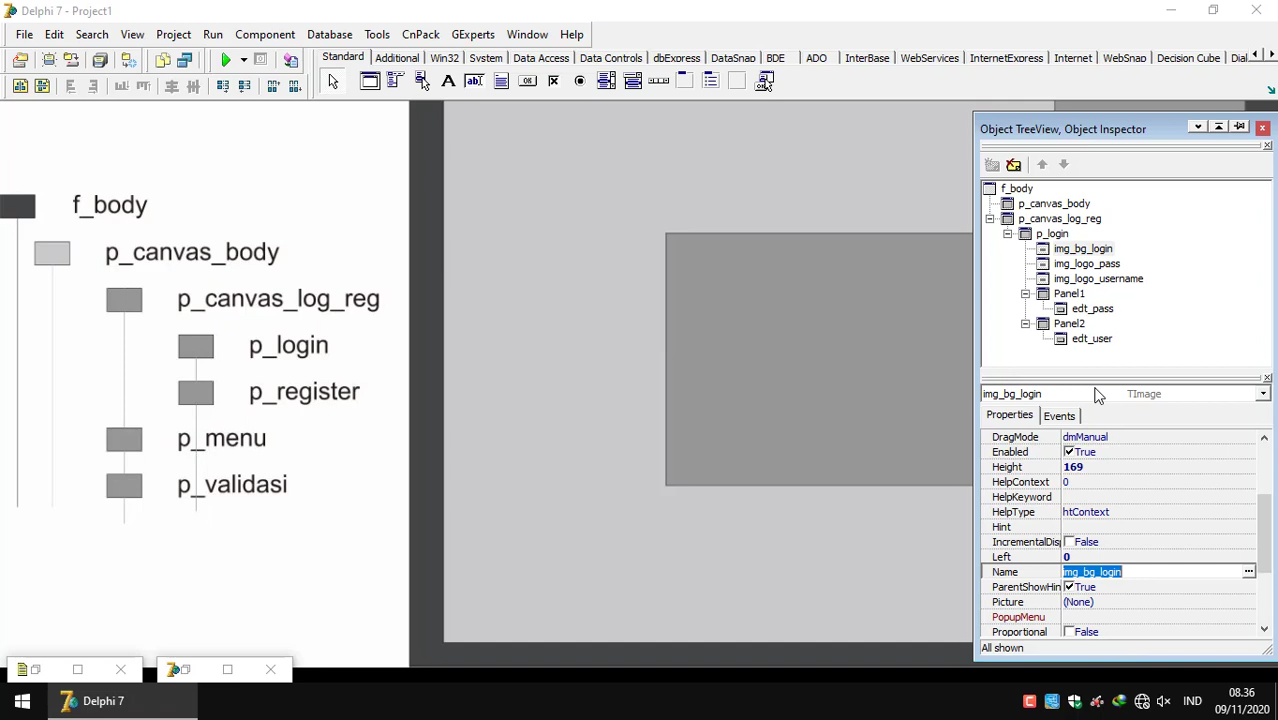 Delphi 7 - Project1
File Edit Search View Project Run Component Database Tools CnPack GExperts Window Help
Standard Additional Win32 System Data Access Data Controls dbExpress DataSnap BDE ADO InterBase WebServices InternetExpress Internet WebSnap Decision Cube
Object TreeView, Object Inspector
f_body
p_canvas_body
p_canvas_log_reg
p_login
img_bg_login
img_logo_pass
img_logo_username
Panel1
edt_pass
Panel2
edt_user
img_bg_login TImage
Properties Events
DragMode dmManual
Enabled True
Height 169
HelpContext 0
HelpKeyword
HelpType htContext
Hint
IncrementalDisp False
Left 0
Name img_bg_login
ParentShowHin True
Picture (None)
PopupMenu
Proportional False
All shown
f_body
p_canvas_body
p_canvas_log_reg
p_login
p_register
p_menu
p_validasi
Delphi 7
IND
08.36
09/11/2020